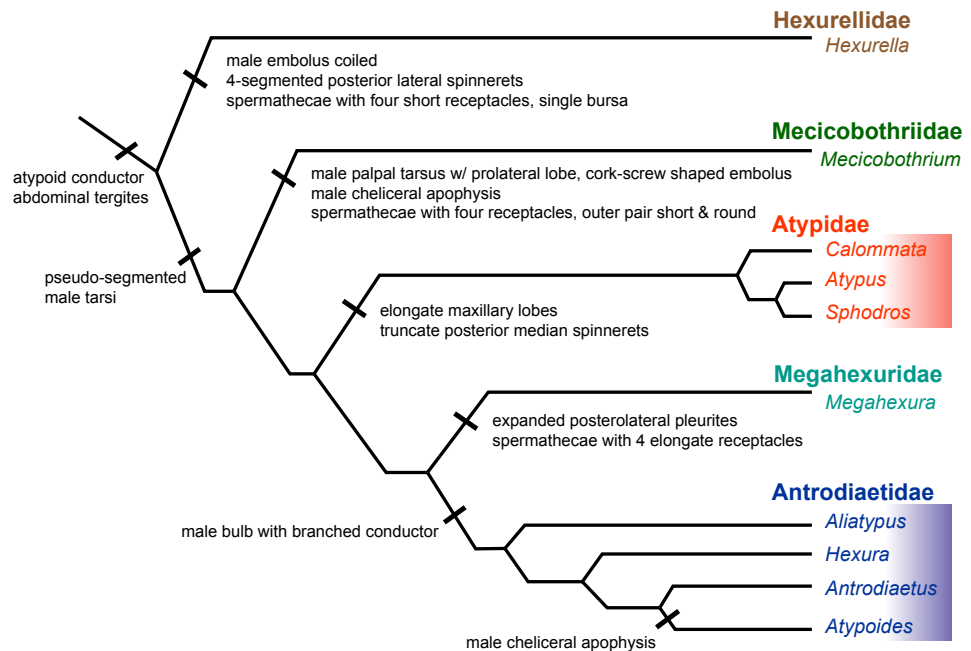 Hexurellidae
Hexurella
male embolus coiled
4-segmented posterior lateral spinnerets
spermathecae with four short receptacles, single bursa
Mecicobothriidae
Mecicobothrium
atypoid conductor
abdominal tergites
male palpal tarsus w/ prolateral lobe, cork-screw shaped embolus
male cheliceral apophysis
spermathecae with four receptacles, outer pair short & round
Atypidae
Calommata
pseudo-segmented
male tarsi
Atypus
elongate maxillary lobes
truncate posterior median spinnerets
Sphodros
Megahexuridae
Megahexura
expanded posterolateral pleurites
spermathecae with 4 elongate receptacles
Antrodiaetidae
male bulb with branched conductor
Aliatypus
Hexura
Antrodiaetus
Atypoides
male cheliceral apophysis